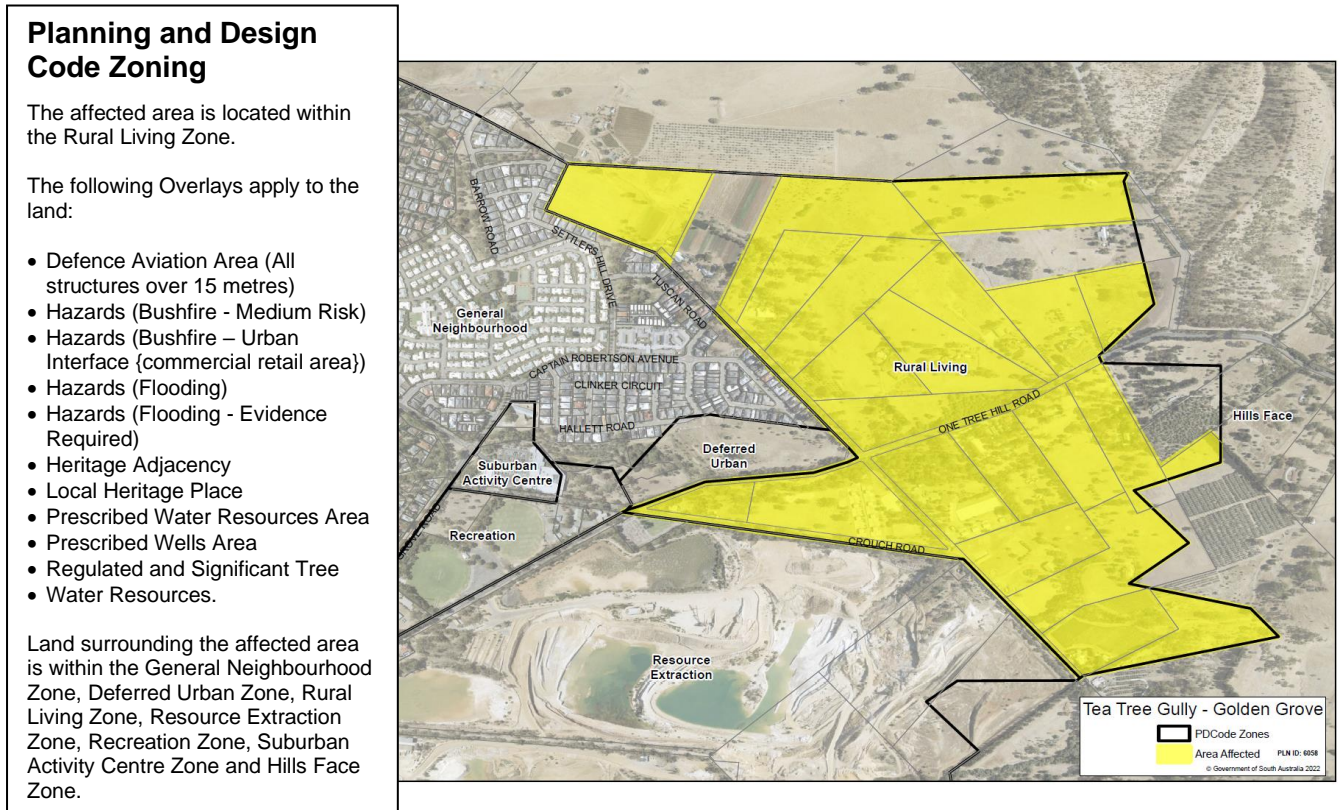 Planning and Design
Code Zoning
The affected area is located within
the Rural Living Zone.
The following Overlays apply to the
land:
• Defence Aviation Area (All
structures over 15 metres)
• Hazards (Bushfire - Medium Risk)
• Hazards (Bushfire – Urban
Interface {commercial retail area})
• Hazards (Flooding)
• Hazards (Flooding - Evidence
Required)
• Heritage Adjacency
• Local Heritage Place
• Prescribed Water Resources Area
• Prescribed Wells Area
• Regulated and Significant Tree
• Water Resources.
Land surrounding the affected area
is within the General Neighbourhood
Zone, Deferred Urban Zone, Rural
Living Zone, Resource Extraction
Zone, Recreation Zone, Suburban
Activity Centre Zone and Hills Face
Zone.
BARROW ROAD
SETTLERS HILL DRIVE
TUSCAN ROAD
General
Neighbourhood
CAPTAIN ROBERTSON AVENUE
CLINKER CIRCUIT
HALLETT ROAD
Rural Living
ONE TREE HILL ROAD
Hills Face
Deferred
Urban
Suburban
Activity Centre
Recreation
ROAD
CROUCH ROAD
Resource
Extraction
Tea Tree Gully - Golden Grove
PDCode Zones
Area Affected
PLN ID: 6058
© Government of South Australia 2022